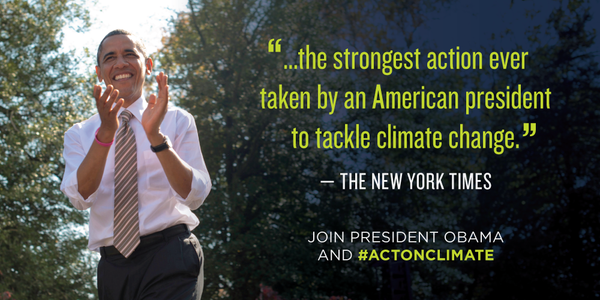 “...the strongest action ever
taken by an American president
to tackle climate change.”
– THE NEW YORK TIMES
JOIN PRESIDENT OBAMA
AND #ACTONCLIMATE